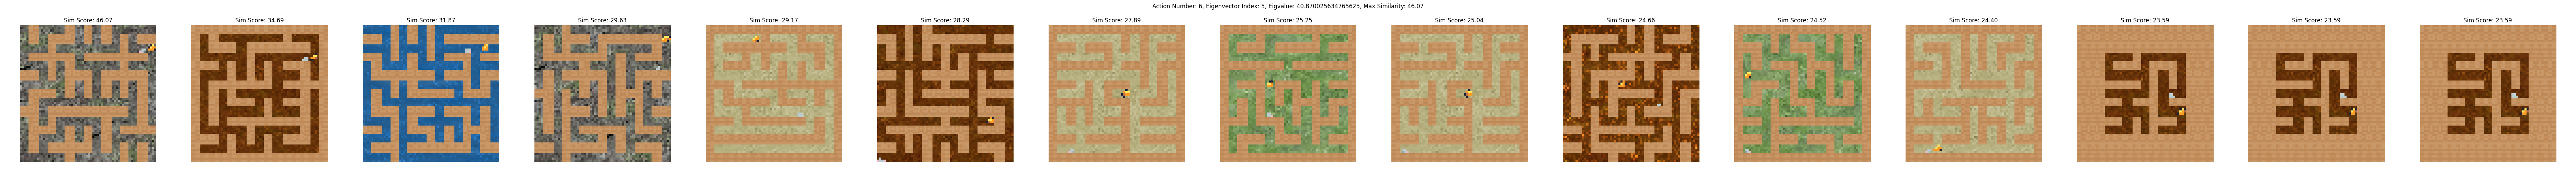 Action Number: 6, Eigenvector Index: 5, Eigvalue: 40.870025634765625, Max Similarity: 46.07
Sim Score: 46.07
Sim Score: 34.69
Sim Score: 31.87
Sim Score: 29.63
Sim Score: 29.17
Sim Score: 28.29
Sim Score: 27.89
Sim Score: 25.25
Sim Score: 25.04
Sim Score: 24.66
Sim Score: 24.52
Sim Score: 24.40
Sim Score: 23.59
Sim Score: 23.59
Sim Score: 23.59